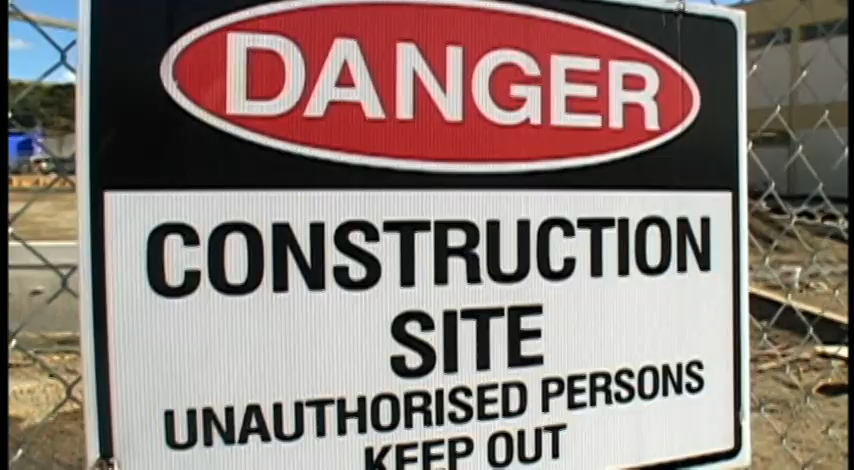 DANGER
CONSTRUCTION
SITE
UNAUTHORISED PERSONS
KEEP OUT